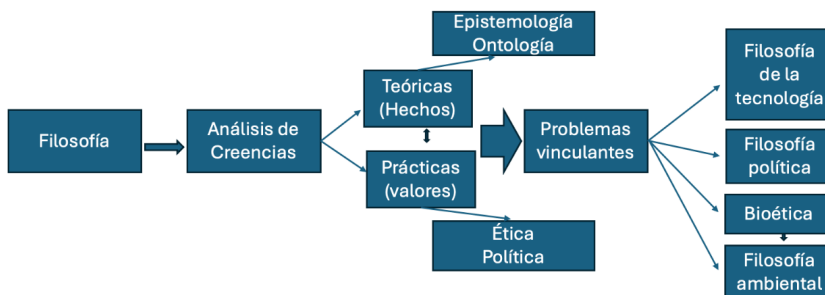 Filosofía
Análisis de
Creencias
Epistemología
Ontología
Teóricas
(Hechos)
Prácticas
(valores)
Ética
Política
Problemas
vinculantes
Filosofía
de la
tecnología
Filosofía
política
Bioética
Filosofía
ambiental